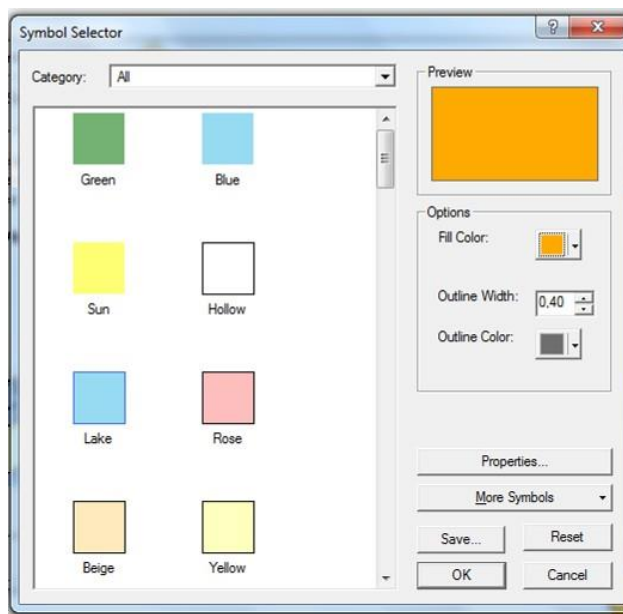 Symbol Selector
Category: All
Green Blue
Sun Hollow
Lake Rose
Beige Yellow
Preview
Options
Fill Color:
Outline Width: 0,40
Outline Color:
Properties...
More Symbols
Save... Reset
OK Cancel